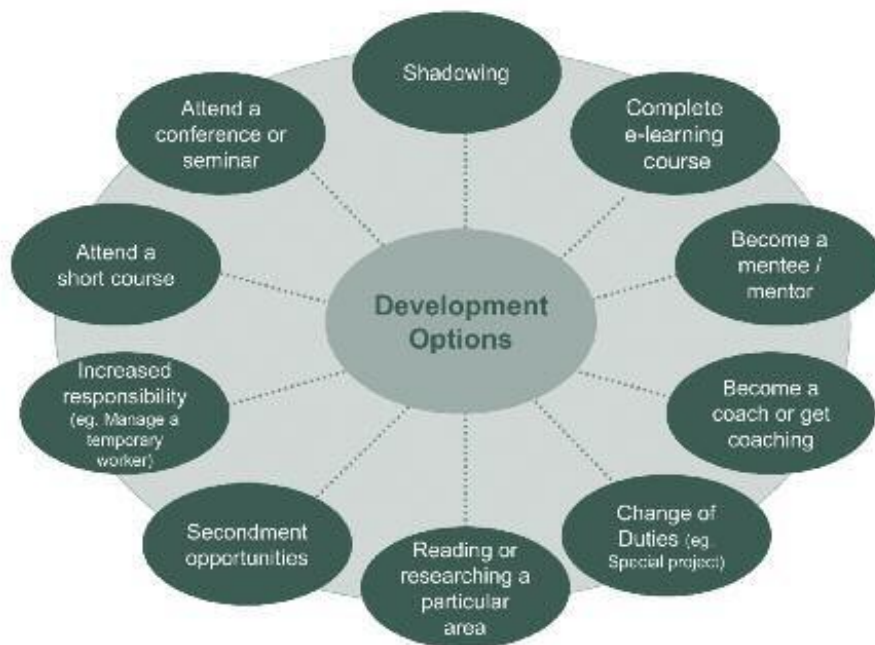 Shadowing
Complete
e-learning
course
Become a
mentee /
mentor
Become a
coach or get
coaching
Change of
Duties (eg.
Special project)
Reading or
researching a
particular
area
Secondment
opportunities
Increased
responsibility
(eg. Manage a
temporary
worker)
Attend a
short course
Attend a
conference or
seminar
Development
Options